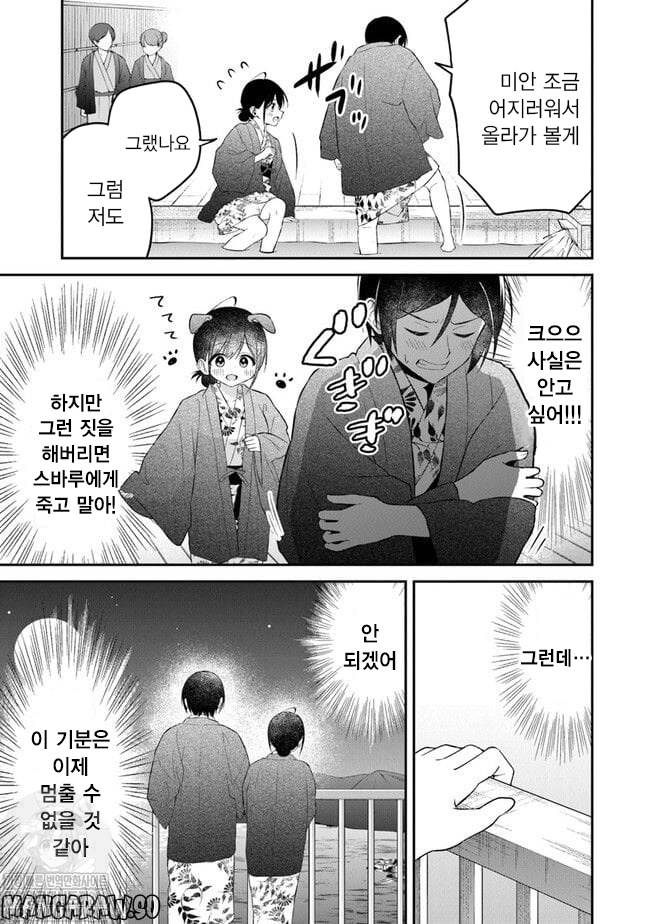 미안 조금
어지러워서
올라가 볼게
그랬나요
그럼
저도
크으으
사실은
안고
싶어!!!
ぎゅ
하지만
그런 짓을
해버리면
스바루에게
죽고 말아!
그런데…
안
되겠어
이 기분은
이제
멈출 수
없을 것
같아
MANGARAW.90